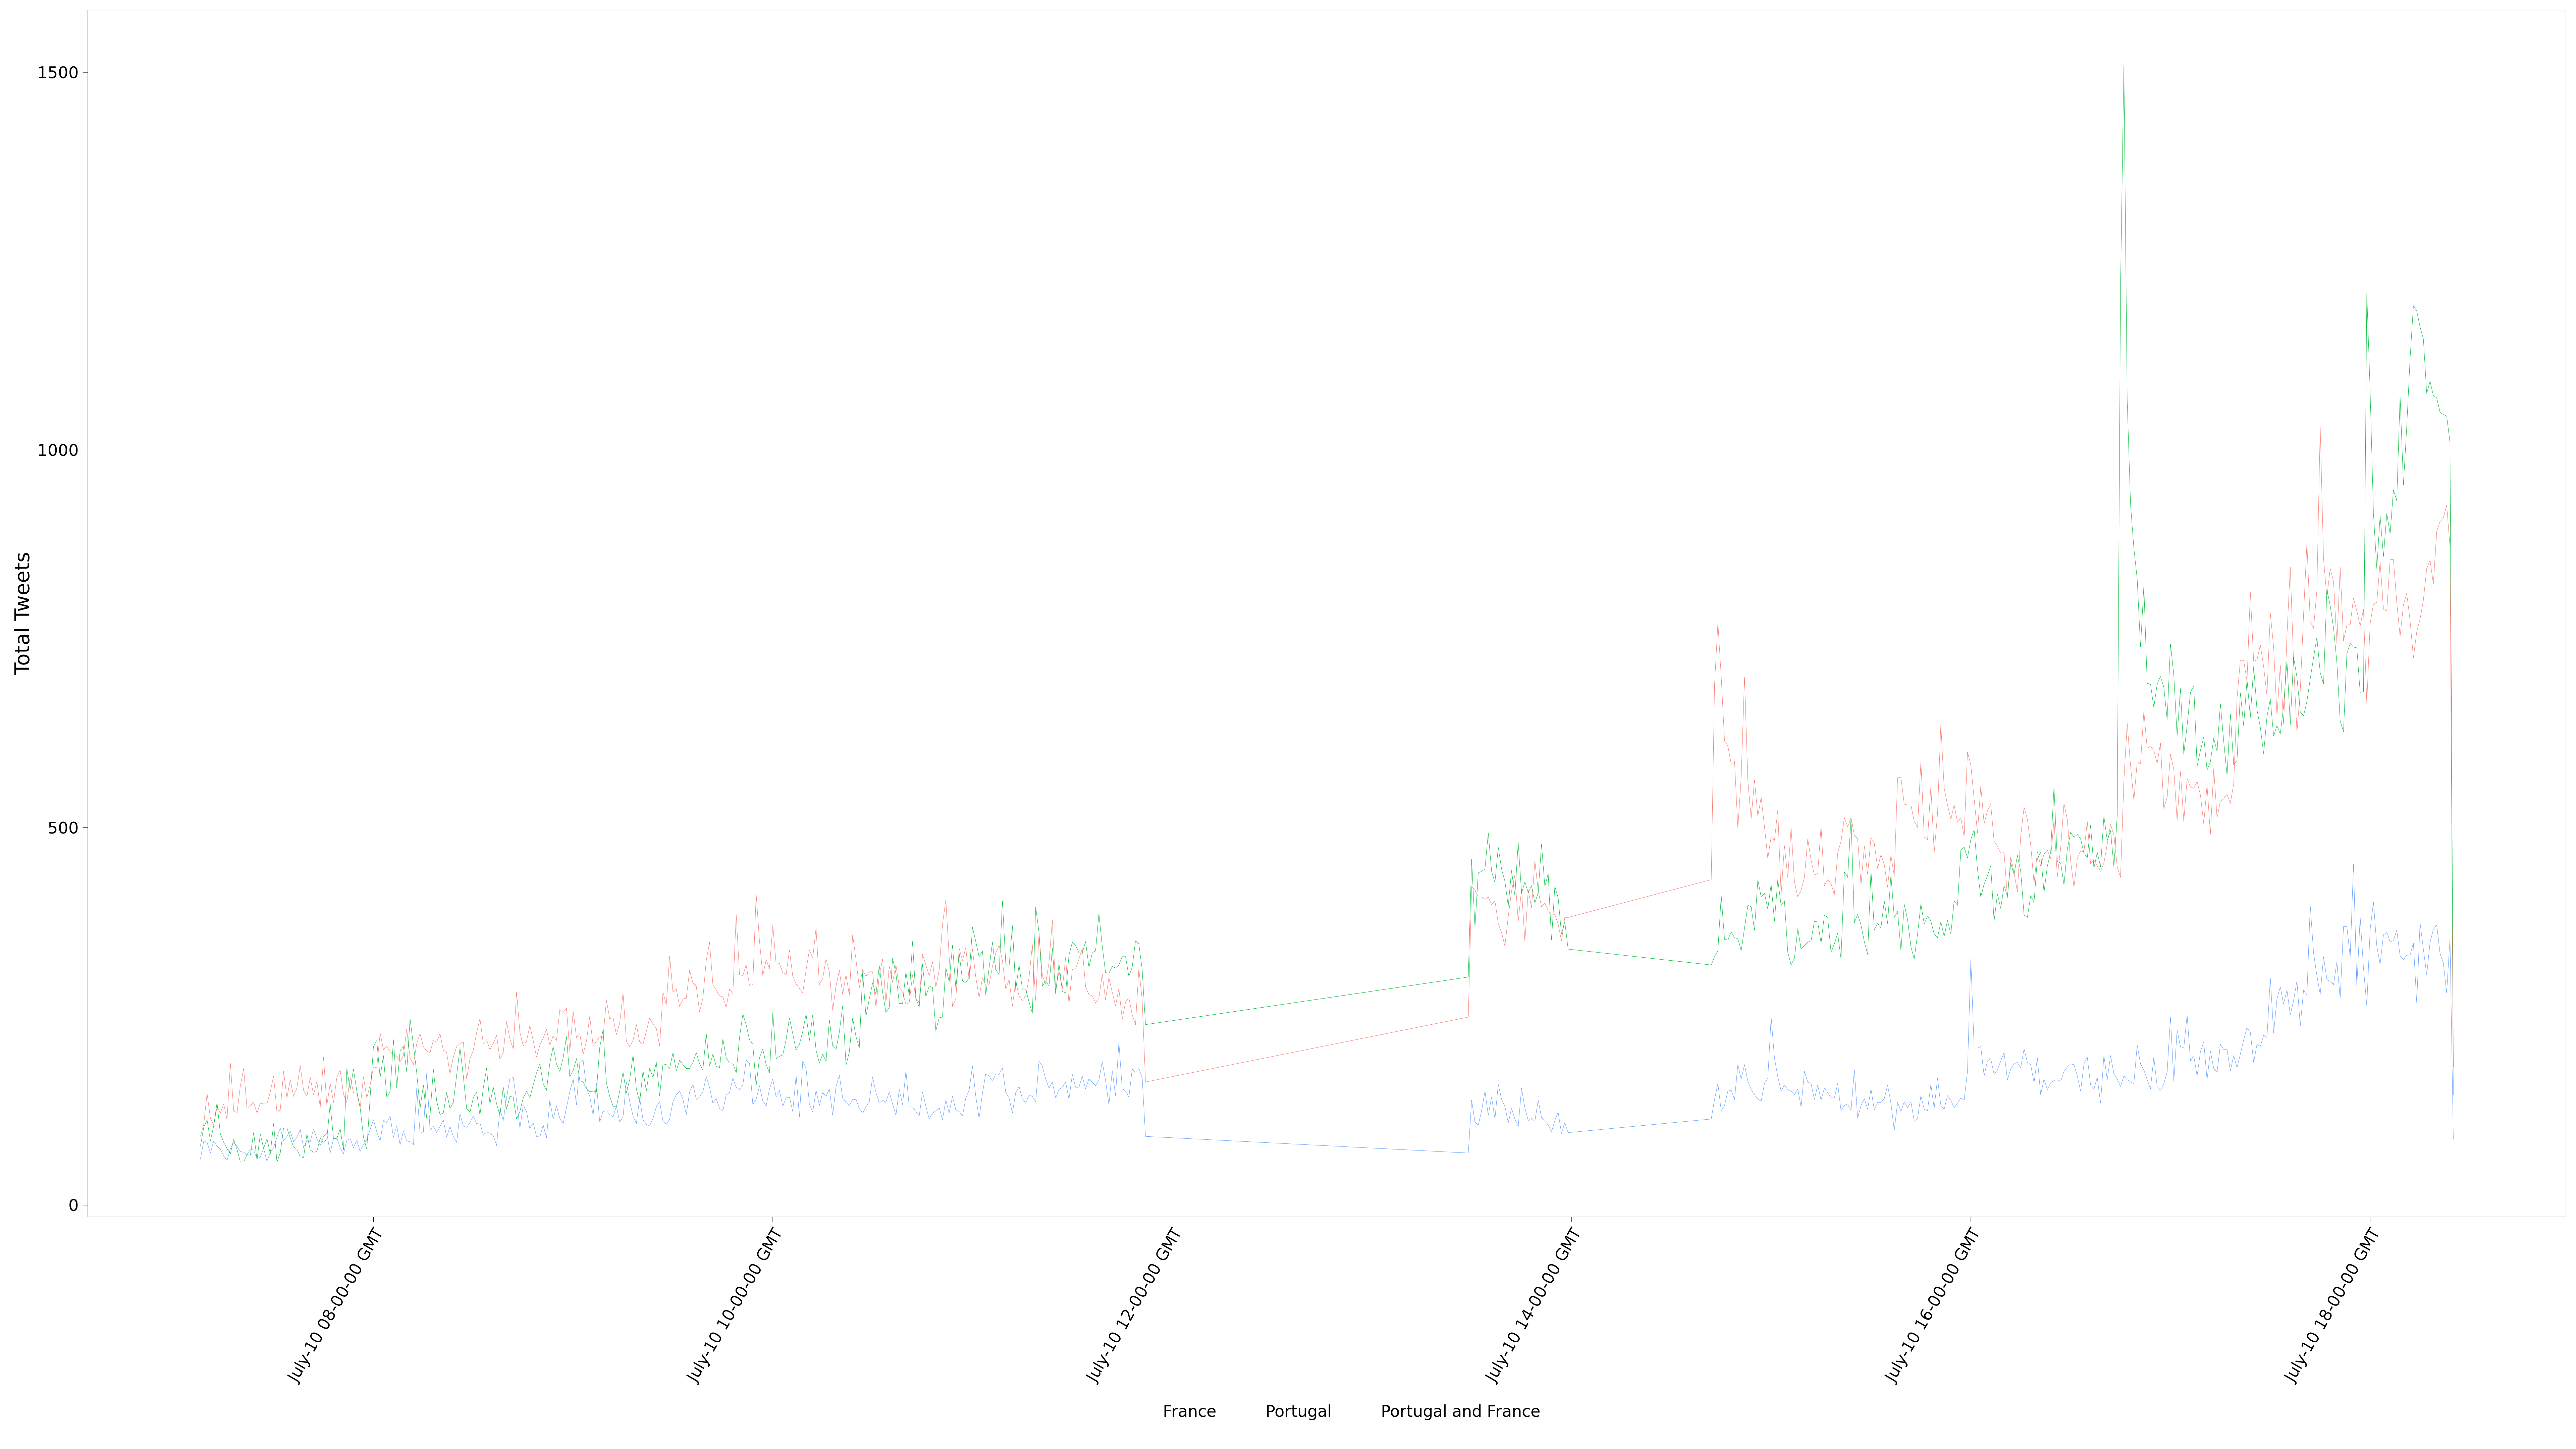 1500
1000
500
0
Total Tweets
July-10 08-00-00 GMT
July-10 10-00-00 GMT
July-10 12-00-00 GMT
July-10 14-00-00 GMT
July-10 16-00-00 GMT
July-10 18-00-00 GMT
France Portugal Portugal and France